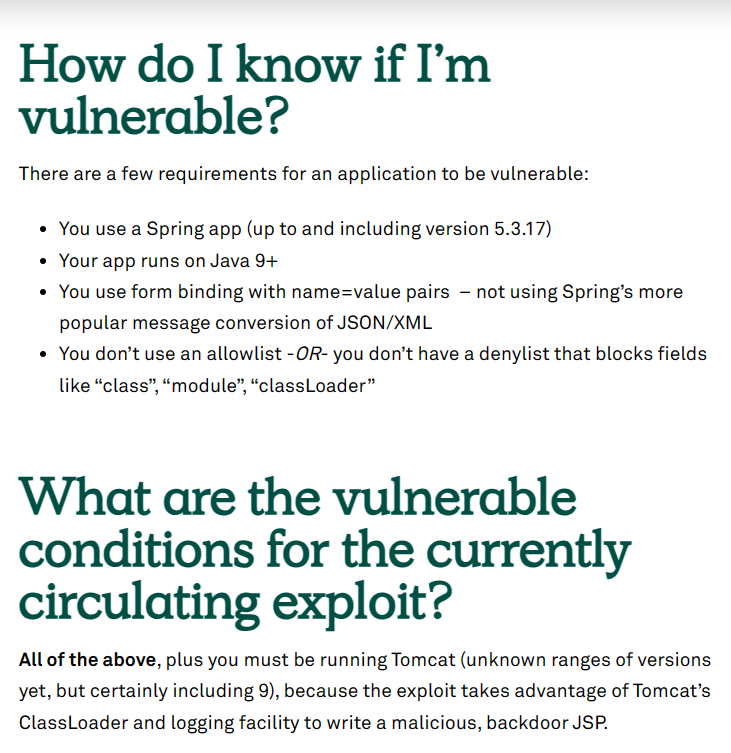 How do I know if I’m
vulnerable?
There are a few requirements for an application to be vulnerable:
• You use a Spring app (up to and including version 5.3.17)
• Your app runs on Java 9+
• You use form binding with name=value pairs – not using Spring’s more
popular message conversion of JSON/XML
• You don’t use an allowlist -OR- you don’t have a denylist that blocks fields
like “class”, “module”, “classLoader”
What are the vulnerable
conditions for the currently
circulating exploit?
All of the above, plus you must be running Tomcat (unknown ranges of versions
yet, but certainly including 9), because the exploit takes advantage of Tomcat’s
ClassLoader and logging facility to write a malicious, backdoor JSP.